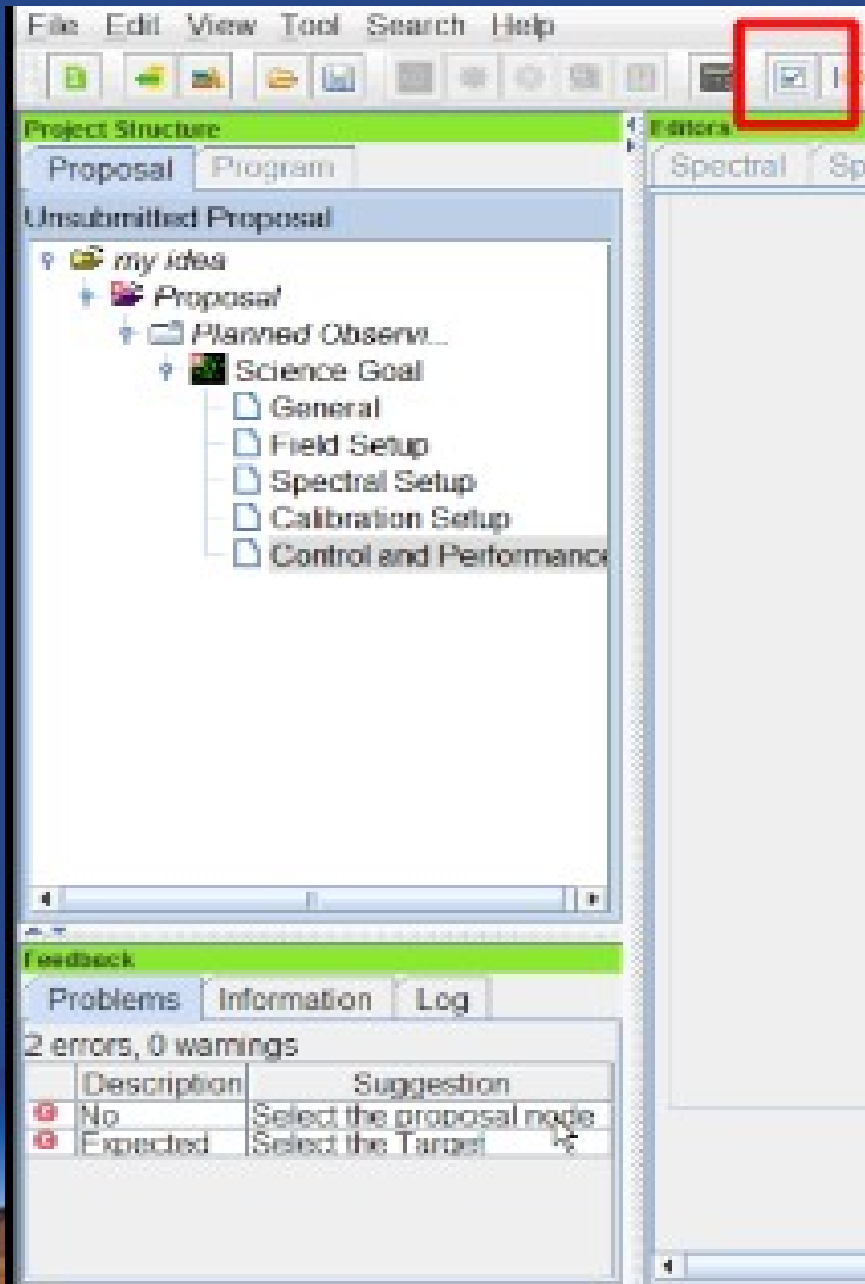 File Edit View Tool Search Help
Project Structure
Editors
Proposal Program
Spectral Sp
Unsubmitted Proposal
my idea
Proposal
Planned Observi...
Science Goal
General
Field Setup
Spectral Setup
Calibration Setup
Control and Performance
Feedback
Problems Information Log
2 errors, 0 warnings
Description Suggestion
No Select the proposal node
Expected Select the Target